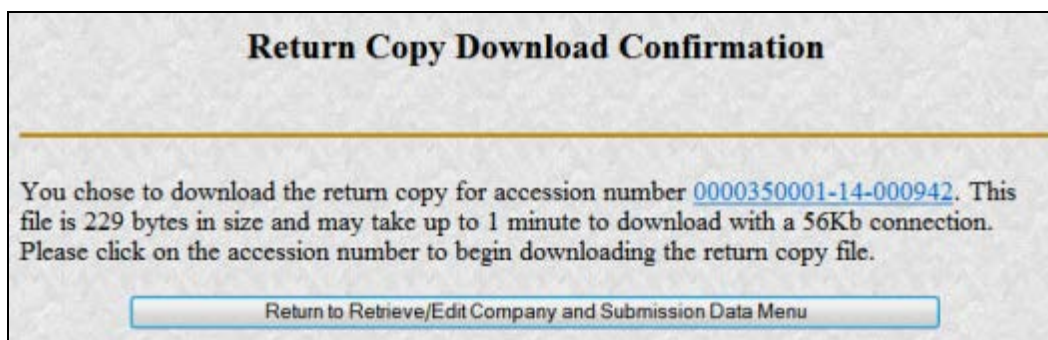 Return Copy Download Confirmation
You chose to download the return copy for accession number 0000350001-14-000942. This
file is 229 bytes in size and may take up to 1 minute to download with a 56Kb connection.
Please click on the accession number to begin downloading the return copy file.
Return to Retrieve/Edit Company and Submission Data Menu